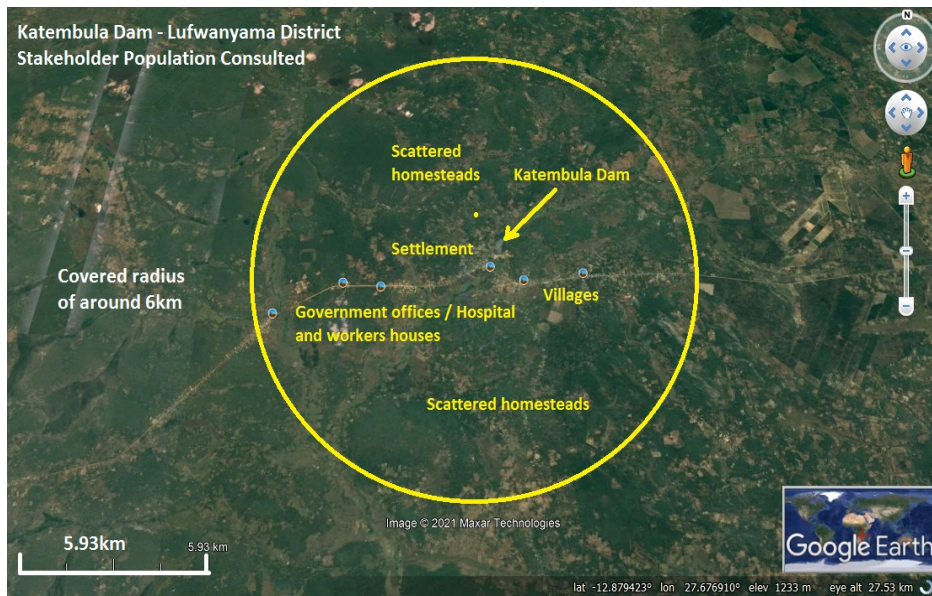 Katembula Dam - Lufwanyama District
Stakeholder Population Consulted
N
Scattered
homesteads
Katembula Dam
Settlement
Covered radius
of around 6km
Villages
Government offices / Hospital
and workers houses
Scattered homesteads
Image © 2021 Maxar Technologies
5.93km
5.93 km
Google Earth
lat -12.879423° lon 27.676910° elev 1233 m eye alt 27.53 km